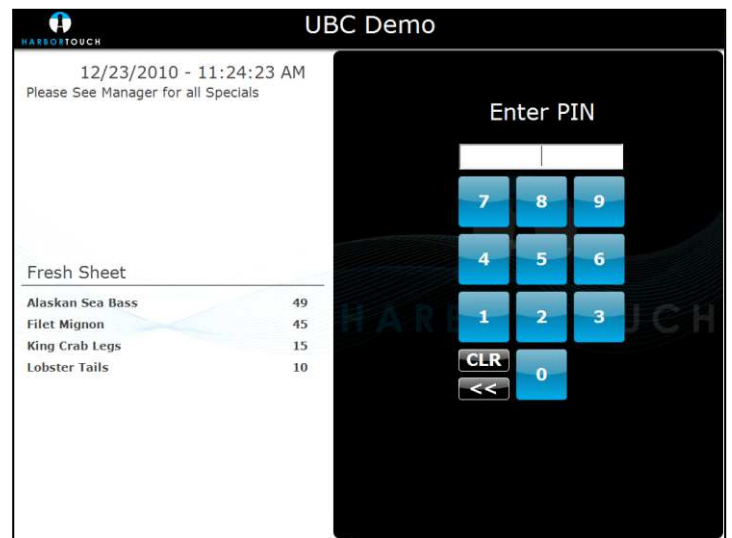 HARBORTOUCH
UBC Demo
12/23/2010 - 11:24:23 AM
Please See Manager for all Specials
Fresh Sheet
Alaskan Sea Bass 49
Filet Mignon 45
King Crab Legs 15
Lobster Tails 10
Enter PIN
7 8 9
4 5 6
1 2 3
CLR
<<
0